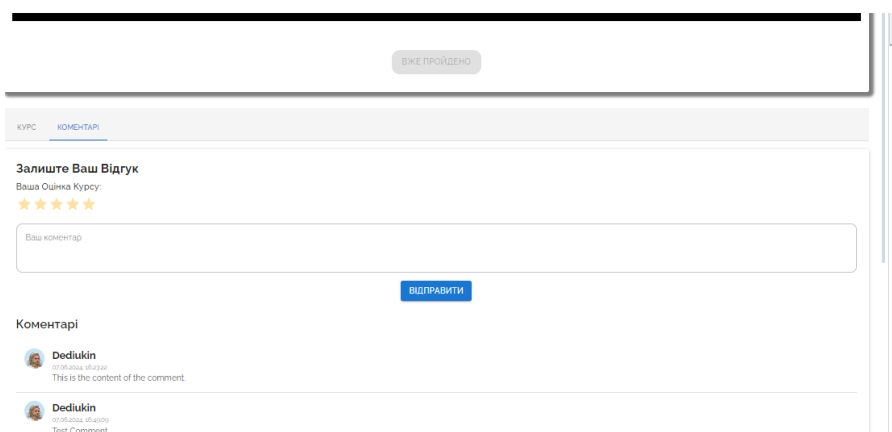 ВЖЕ ПРОЙДЕНО
КУРС КОМЕНТАРІ
Залиште Ваш Відгук
Ваша Оцінка Курсу:
Ваш коментар
ВІДПРАВИТИ
Коментарі
Dediukin
07.06.2024, 16:23:22
This is the content of the comment.
Dediukin
07.06.2024, 16:49:09
Test Comment